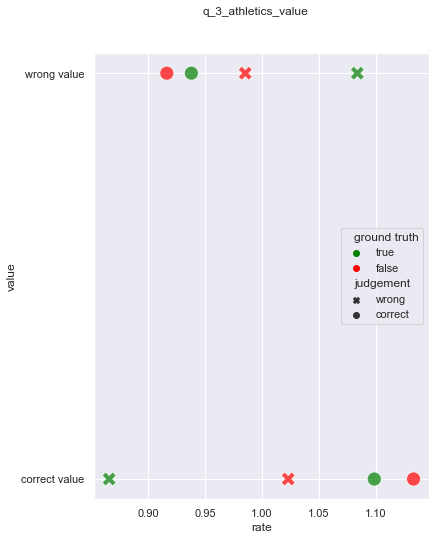 q_3_athletics_value
wrong value
ground truth
true
false
judgement
wrong
correct
value
correct value
0.90 0.95 1.00 1.05 1.10
rate